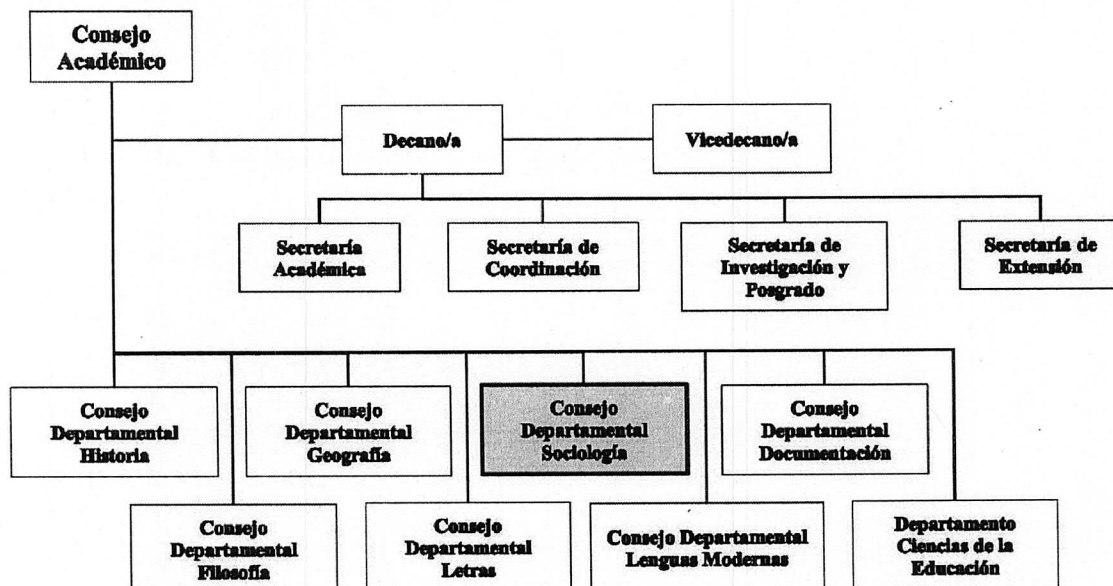 Consejo
Académico
Decano/a
Vicedecano/a
Secretaría
Académica
Secretaría de
Coordinación
Secretaría de
Investigación y
Posgrado
Secretaría de
Extensión
Consejo
Departamental
Historia
Consejo
Departamental
Geografía
Consejo
Departamental
Sociología
Consejo
Departamental
Documentación
Consejo
Departamental
Filosofía
Consejo
Departamental
Letras
Consejo Departamental
Lenguas Modernas
Departamento
Ciencias de la
Educación